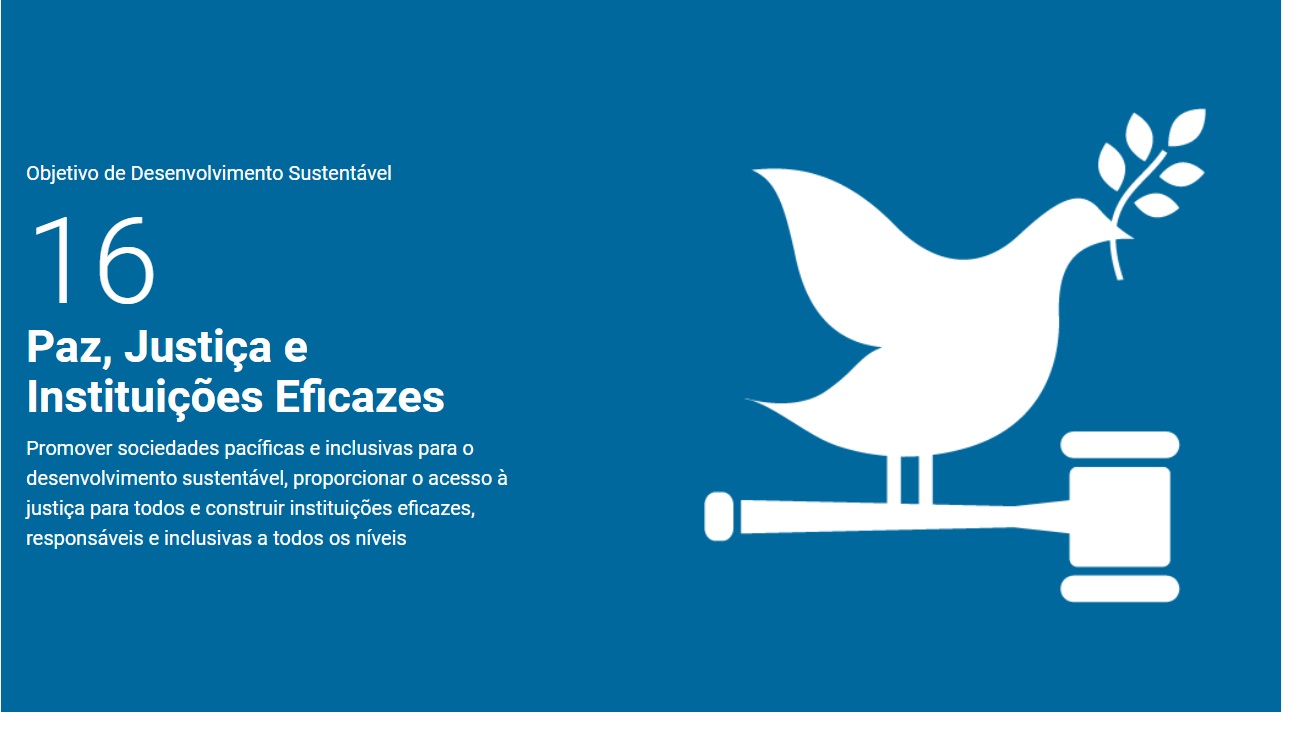 Objetivo de Desenvolvimento Sustentável
16
Paz, Justiça e
Instituições Eficazes
Promover sociedades pacíficas e inclusivas para o
desenvolvimento sustentável, proporcionar o acesso à
justiça para todos e construir instituições eficazes,
responsáveis e inclusivas a todos os níveis